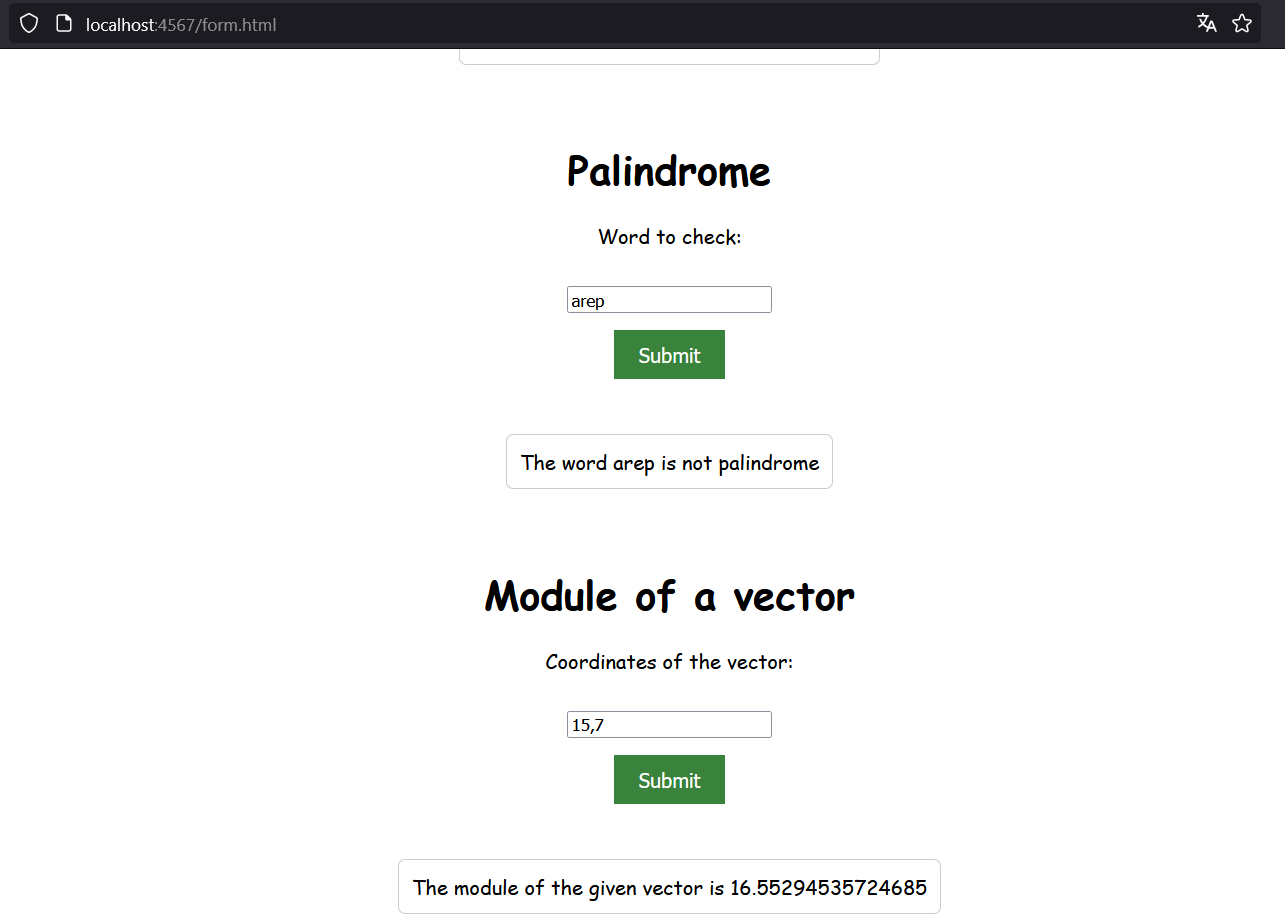 localhost:4567/form.html
Palindrome
Word to check:
arep
Submit
The word arep is not palindrome
Module of a vector
Coordinates of the vector:
15,7
Submit
The module of the given vector is 16.55294535724685